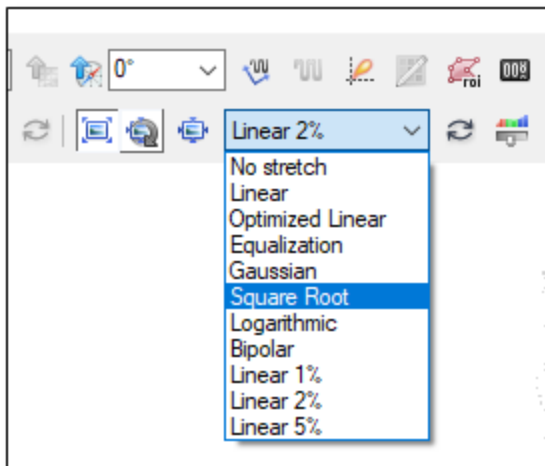 0°
roi
Linear 2%
No stretch
Linear
Optimized Linear
Equalization
Gaussian
Square Root
Logarithmic
Bipolar
Linear 1%
Linear 2%
Linear 5%